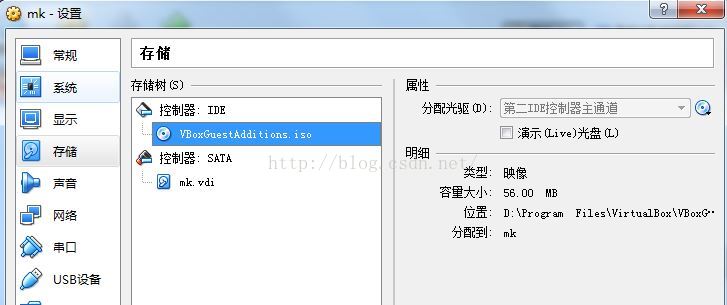 mk - 设置
常规
系统
显示
存储
声音
网络
串口
USB设备
存储
存储树(S)
控制器: IDE
VBoxGuestAdditions.iso
控制器: SATA
mk.vdi
属性
分配光驱(D): 第二IDE控制器主通道
演示(Live)光盘(L)
明细
类型: 映像
容量大小: 56.00 MB
位置: D:\Program Files\VirtualBox\VBoxG…
分配到: mk
http://blog.csdn.net/